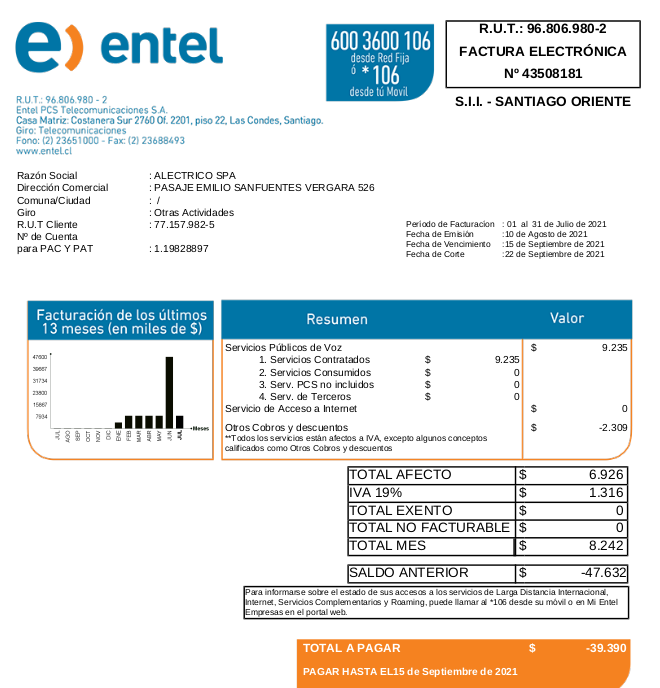 entel
600 3600 106
desde Red Fija
ó *106
desde tú Movil
R.U.T.: 96.806.980-2
FACTURA ELECTRÓNICA
Nº 43508181
S.I.I. - SANTIAGO ORIENTE
R.U.T.: 96.806.980 - 2
Entel PCS Telecomunicaciones S.A.
Casa Matriz: Costanera Sur 2760 Of. 2201, piso 22, Las Condes, Santiago.
Giro: Telecomunicaciones
Fono: (2) 23651000 - Fax: (2) 23688493
www.entel.cl
Razón Social : ALECTRICO SPA
Dirección Comercial : PASAJE EMILIO SANFUENTES VERGARA 526
Comuna/Ciudad : /
Giro : Otras Actividades
R.U.T Cliente : 77.157.982-5
Nº de Cuenta
para PAC Y PAT : 1.19828897
Periodo de Facturacion : 01 al 31 de Julio de 2021
Fecha de Emisión :10 de Agosto de 2021
Fecha de Vencimiento :15 de Septiembre de 2021
Fecha de Corte :22 de Septiembre de 2021
Facturación de los últimos
13 meses (en miles de $)
47600
39667
31734
23800
15867
7934
JUL AGO SEP OCT NOV DIC ENE FEB MAR ABR MAY JUN JUL
Meses
Resumen Valor
Servicios Públicos de Voz $ 9.235
1. Servicios Contratados $ 9.235
2. Servicios Consumidos $ 0
3. Serv. PCS no incluidos $ 0
4. Serv. de Terceros $ 0
Servicio de Acceso a Internet $ 0
Otros Cobros y descuentos $ -2.309
**Todos los servicios están afectos a IVA, excepto algunos conceptos
calificados como Otros Cobros y descuentos
TOTAL AFECTO $ 6.926
IVA 19% $ 1.316
TOTAL EXENTO $ 0
TOTAL NO FACTURABLE $ 0
TOTAL MES $ 8.242
SALDO ANTERIOR $ -47.632
Para informarse sobre el estado de sus accesos a los servicios de Larga Distancia Internacional,
Internet, Servicios Complementarios y Roaming, puede llamar al *106 desde su móvil o en Mi Entel
Empresas en el portal web.
TOTAL A PAGAR $ -39.390
PAGAR HASTA EL15 de Septiembre de 2021